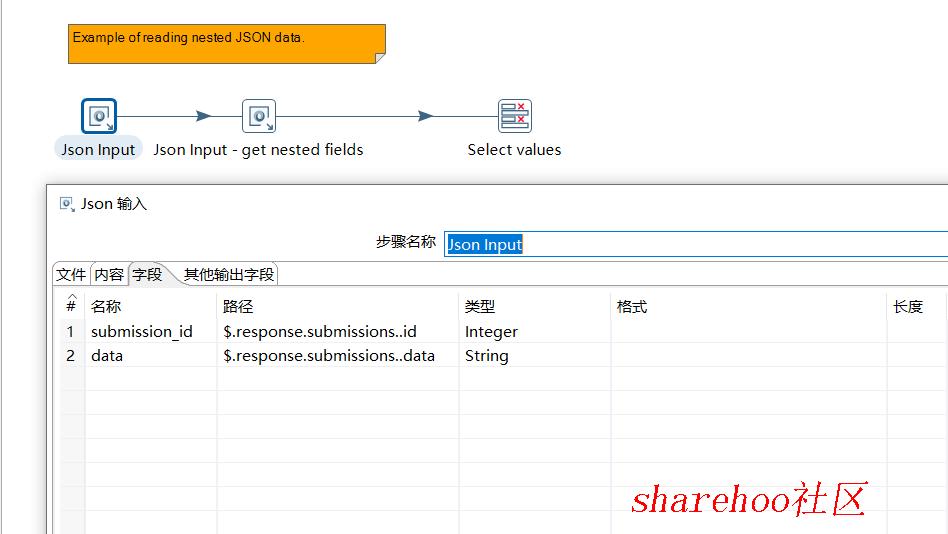 Example of reading nested JSON data.
Json Input
Json Input - get nested fields
Select values
Json 输入
步骤名称 Json Input
文件 内容 字段 其他输出字段
# 名称 路径 类型 格式 长度
1 submission_id $.response.submissions..id Integer
2 data $.response.submissions..data String
sharehoo社区